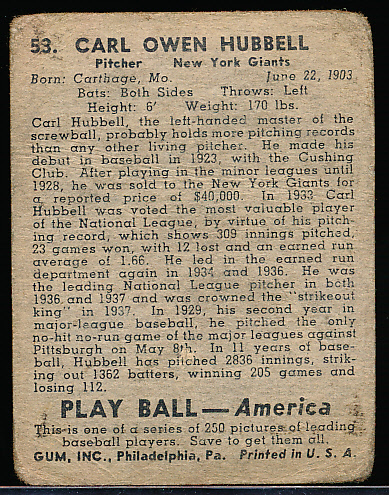 53. CARL OWEN HUBBELL
Pitcher New York Giants
Born: Carthage, Mo. June 22, 1903
Bats: Both Sides Throws: Left
Height: 6' Weight: 170 lbs.
Carl Hubbell, the left-handed master of the
screwball, probably holds more pitching records
than any other living pitcher. He made his
debut in baseball in 1923, with the Cushing
Club. After playing in the minor leagues until
1928, he was sold to the New York Giants for
a reported price of $40,000. In 1933 Carl
Hubbell was voted the most valuable player
of the National League, by virtue of his pitch-
ing record, which shows 309 innings pitched,
23 games won, with 12 lost and an earned run
average of 1.66. He led in the earned run
department again in 1934 and 1936. He was
the leading National League pitcher in both
1936 and 1937 and was crowned the "strikeout
king" in 1937. In 1929, his second year in
major-league baseball, he pitched the only
no-hit no-run game of the major leagues against
Pittsburgh on May 8th. In 11 years of base-
ball, Hubbell has pitched 2836 innings, strik-
ing out 1362 batters, winning 205 games and
losing 112.
PLAY BALL — America
This is one of a series of 250 pictures of leading
baseball players. Save to get them all.
GUM, INC., Philadelphia, Pa. Printed in U. S. A.